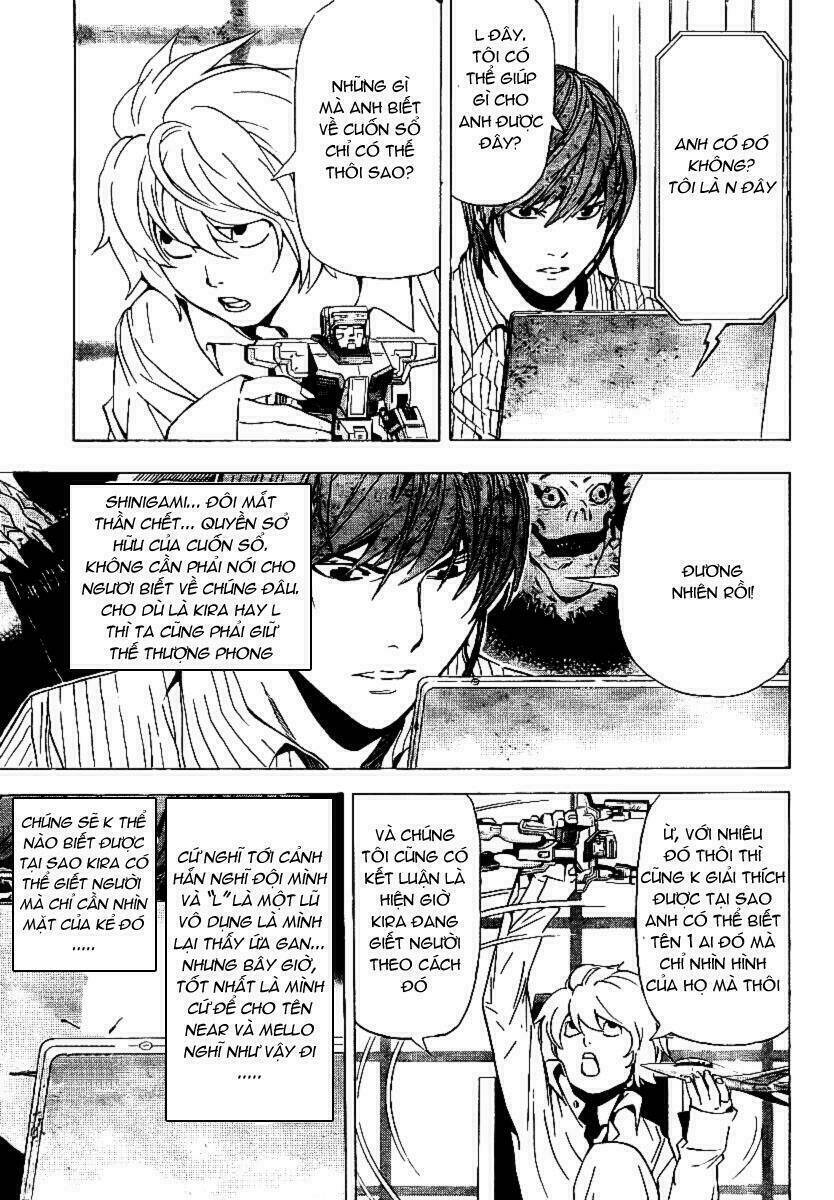 ANH CÓ ĐÓ
KHÔNG?
TÔI LÀ N ĐÂY
L ĐÂY.
TÔI CÓ
THỂ GIÚP
GÌ CHO
ANH ĐƯỢC
ĐÂY?
NHỮNG GÌ
MÀ ANH BIẾT
VỀ CUỐN SỔ
CHỈ CÓ THẾ
THÔI SAO?
ĐƯƠNG
NHIÊN RỒI!
SHINIGAMI... ĐÔI MẮT
THẦN CHẾT... QUYỀN SỞ
HỮU CỦA CUỐN SỔ.
KHÔNG CẦN PHẢI NÓI CHO
NGƯƠI BIẾT VỀ CHÚNG ĐÂU.
CHO DÙ LÀ KIRA HAY L
THÌ TA CŨNG PHẢI GIỮ
THẾ THƯỢNG PHONG
Ừ, VỚI NHIÊU
ĐÓ THÔI THÌ
CŨNG K GIẢI THÍCH
ĐƯỢC TẠI SAO
ANH CÓ THỂ BIẾT
TÊN 1 AI ĐÓ MÀ
CHỈ NHÌN HÌNH
CỦA HỌ MÀ THÔI
VÀ CHÚNG
TÔI CŨNG CÓ
KẾT LUẬN LÀ
HIỆN GIỜ
KIRA ĐANG
GIẾT NGƯỜI
THEO CÁCH
ĐÓ
CỨ NGHĨ TỚI CẢNH
HẮN NGHĨ ĐỘI MÌNH
VÀ "L" LÀ MỘT LŨ
VÔ DỤNG LÀ MÌNH
LẠI THẤY ỨA GAN...
NHƯNG BÂY GIỜ,
TỐT NHẤT LÀ MÌNH
CỨ ĐỂ CHO TÊN
NEAR VÀ MELLO
NGHĨ NHƯ VẬY ĐI
.....
CHÚNG SẼ K THỂ
NÀO BIẾT ĐƯỢC
TẠI SAO KIRA CÓ
THỂ GIẾT NGƯỜI
MÀ CHỈ CẦN NHÌN
MẶT CỦA KẺ ĐÓ
.....